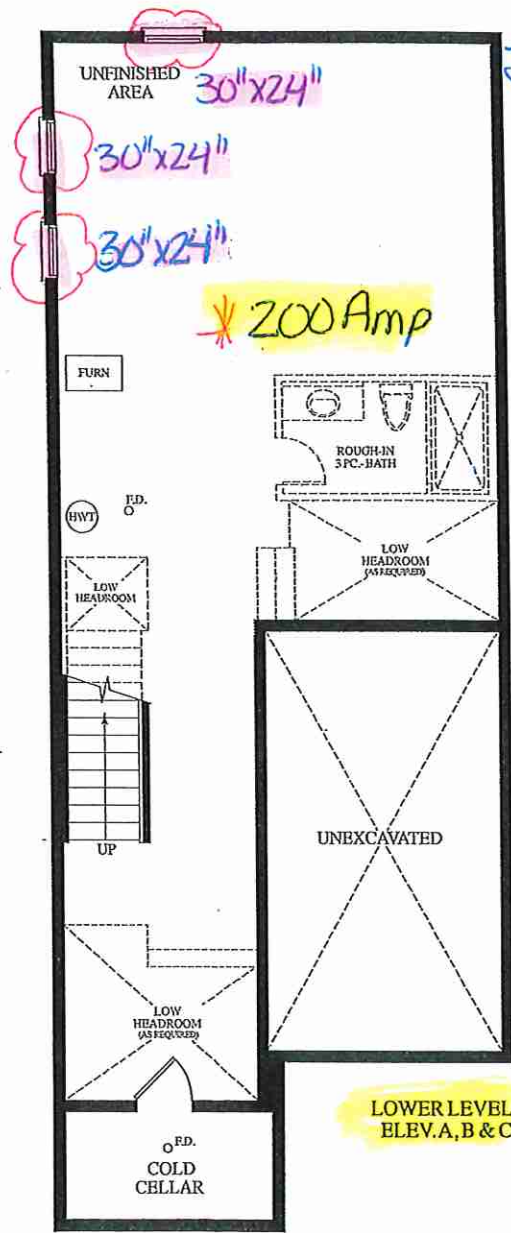 UNFINISHED
AREA
30"x24"
30"x24"
30"x24"
* 200 Amp
FURN
ROUGH-IN
3 PC.-BATH
HWT
F.D.
LOW
HEADROOM
(AS REQUIRED)
LOW
HEADROOM
UP
UNEXCAVATED
LOW
HEADROOM
(AS REQUIRED)
F.D.
COLD
CELLAR
LOWER LEVEL
ELEV. A, B & C